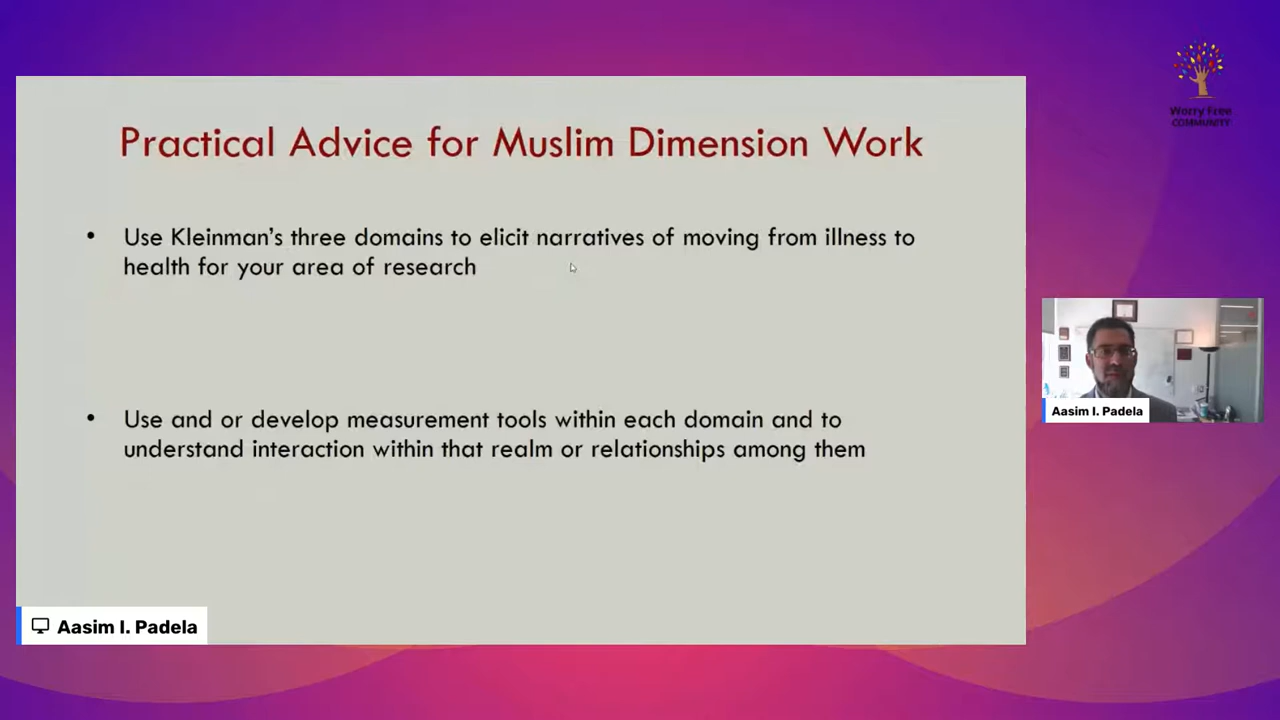 Worry Free
COMMUNITY
Practical Advice for Muslim Dimension Work
• Use Kleinman's three domains to elicit narratives of moving from illness to
health for your area of research
• Use and or develop measurement tools within each domain and to
understand interaction within that realm or relationships among them
Aasim I. Padela
Aasim I. Padela